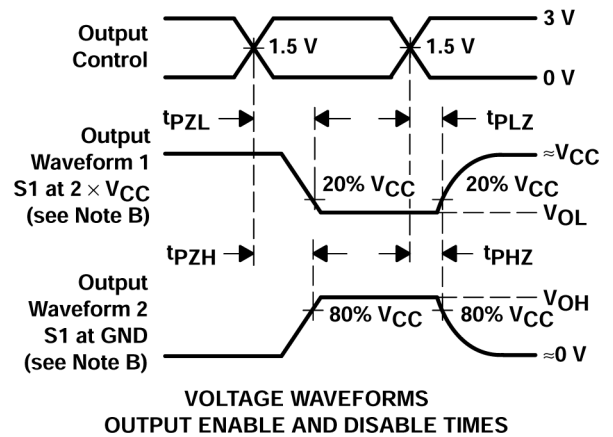 Output
Control
1.5 V
1.5 V
3 V
0 V
tPZL
tPLZ
Output
Waveform 1
S1 at 2 × VCC
(see Note B)
20% VCC
20% VCC
≈VCC
VOL
tPZH
tPHZ
Output
Waveform 2
S1 at GND
(see Note B)
80% VCC
80% VCC
VOH
≈0 V
VOLTAGE WAVEFORMS
OUTPUT ENABLE AND DISABLE TIMES